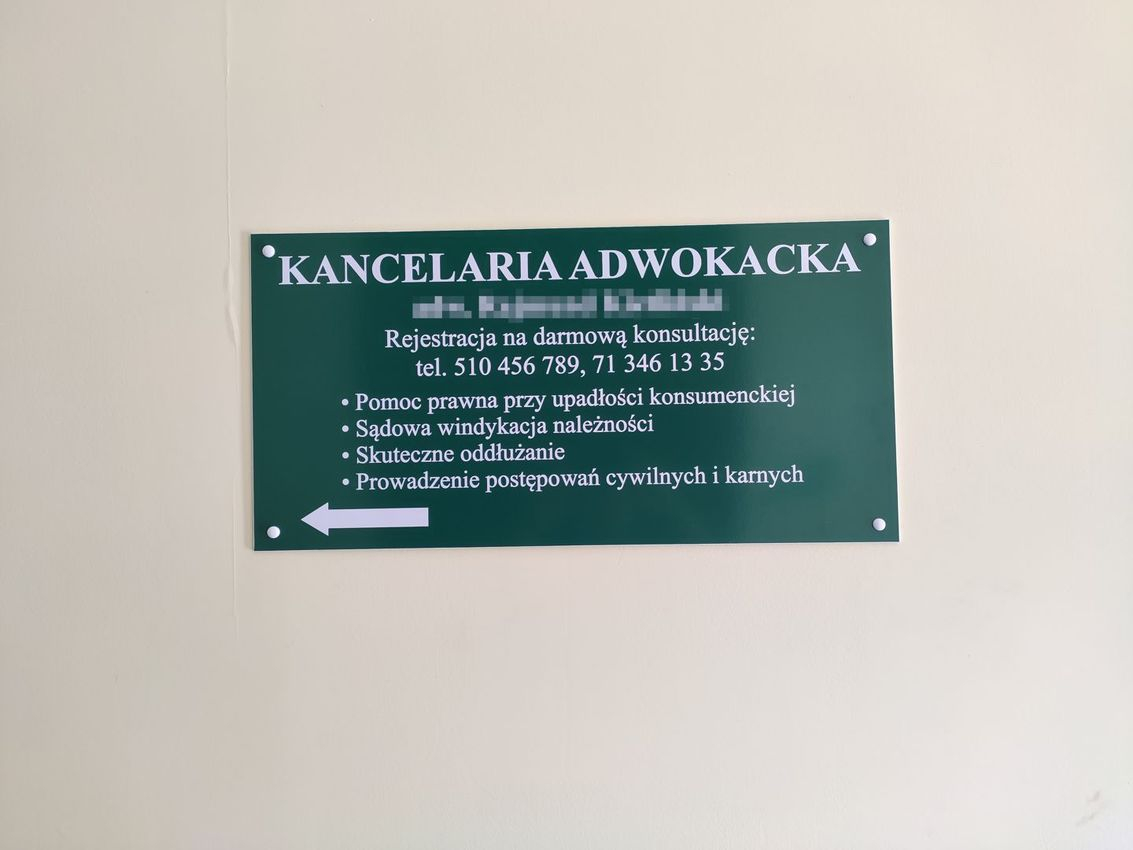 KANCELARIA ADWOKACKA
Rejestracja na darmową konsultację:
tel. 510 456 789, 71 346 13 35
• Pomoc prawna przy upadłości konsumenckiej
• Sądowa windykacja należności
• Skuteczne oddłużanie
• Prowadzenie postępowań cywilnych i karnych